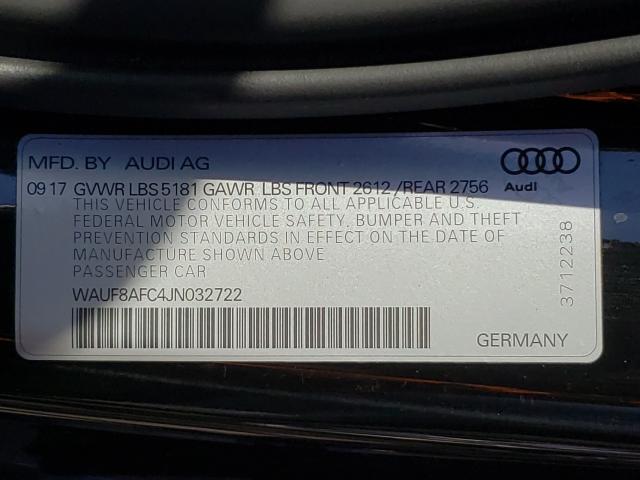 MFD. BY AUDI AG
09 17 GVWR LBS 5181 GAWR LBS FRONT 2612 /REAR 2756
Audi
THIS VEHICLE CONFORMS TO ALL APPLICABLE U.S.
FEDERAL MOTOR VEHICLE SAFETY, BUMPER AND THEFT
PREVENTION STANDARDS IN EFFECT ON THE DATE OF
MANUFACTURE SHOWN ABOVE
PASSENGER CAR
WAUF8AFC4JN032722
GERMANY
3712238